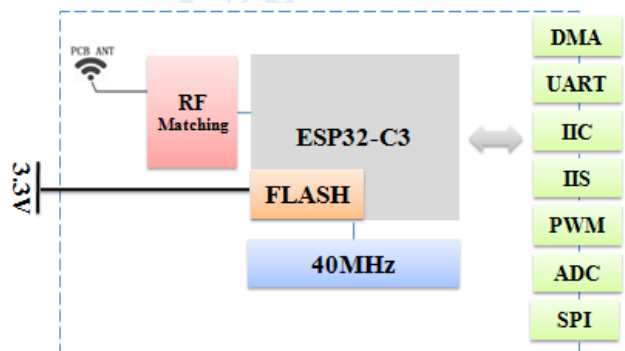 PCB ANT
RF
Matching
ESP32-C3
FLASH
3.3V
40MHz
DMA
UART
IIC
IIS
PWM
ADC
SPI